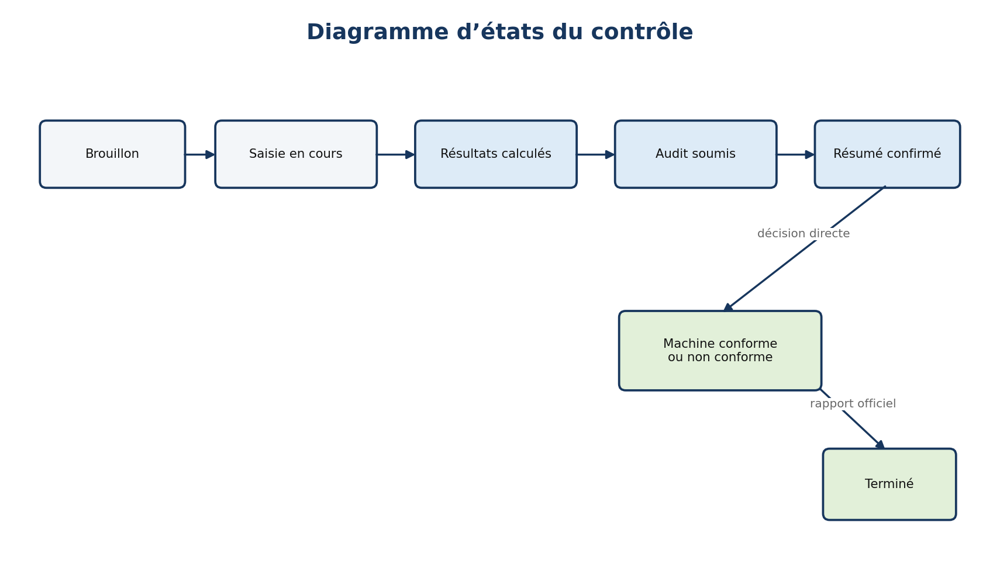 Diagramme d’états du contrôle
Brouillon
Saisie en cours
Résultats calculés
Audit soumis
Résumé confirmé
décision directe
Machine conforme
ou non conforme
rapport officiel
Terminé